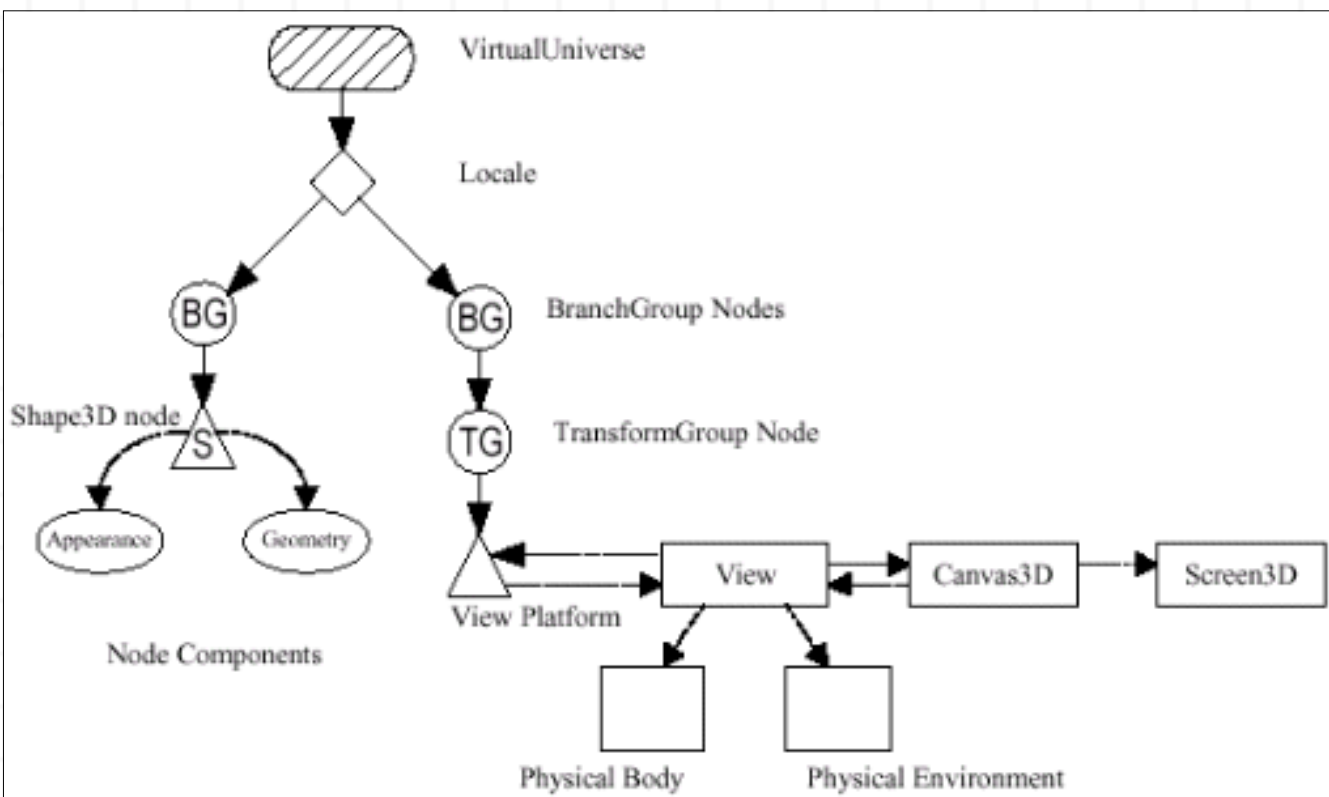 VirtualUniverse
Locale
BG
BG
BranchGroup Nodes
Shape3D node
S
TG
TransformGroup Node
Appearance
Geometry
View
Canvas3D
Screen3D
View Platform
Node Components
Physical Body
Physical Environment